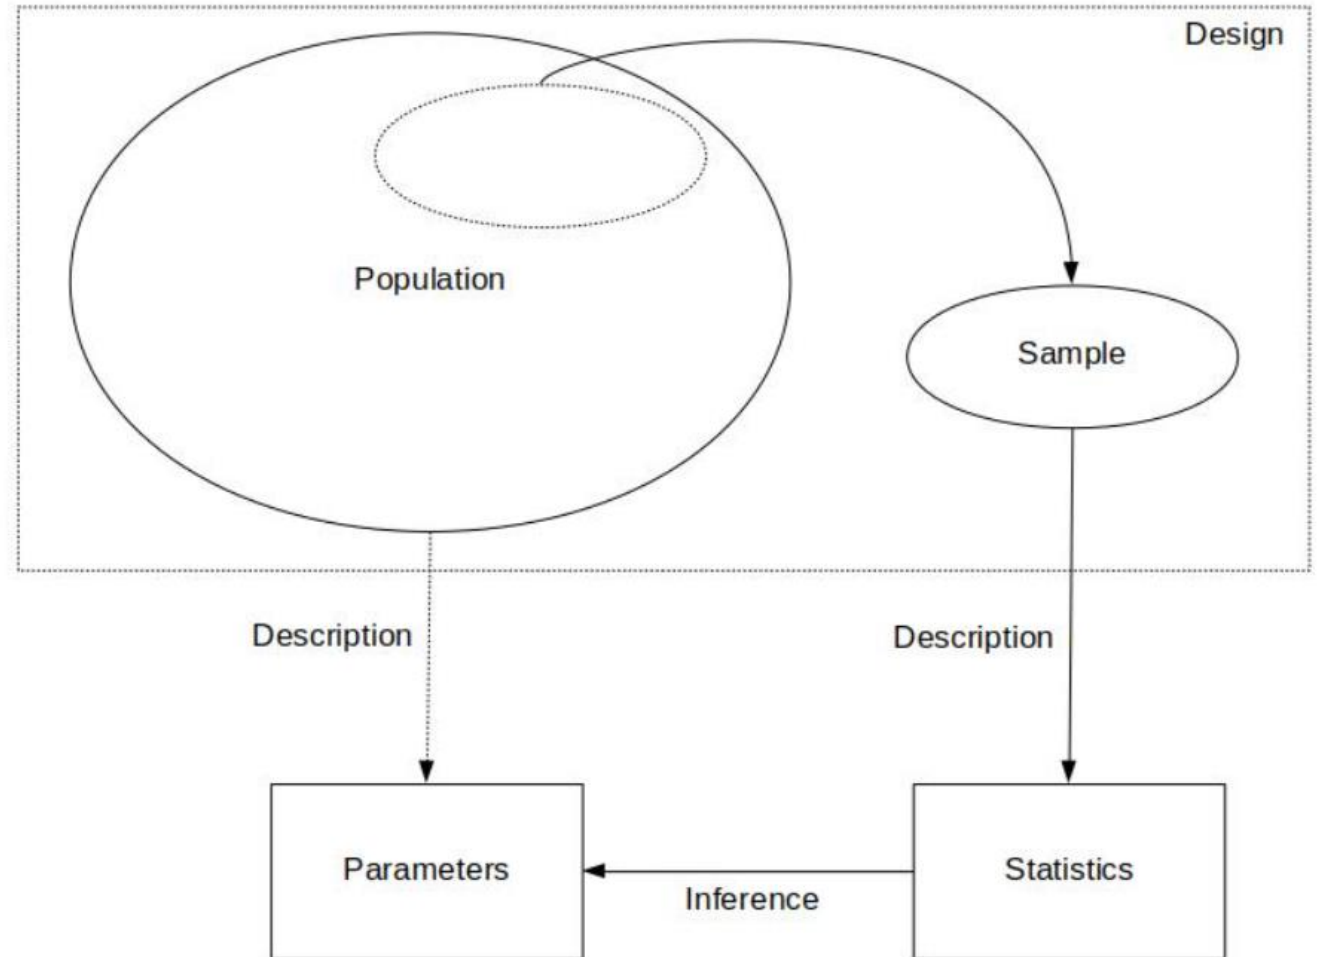 Design
Population
Sample
Description
Description
Parameters
Statistics
Inference